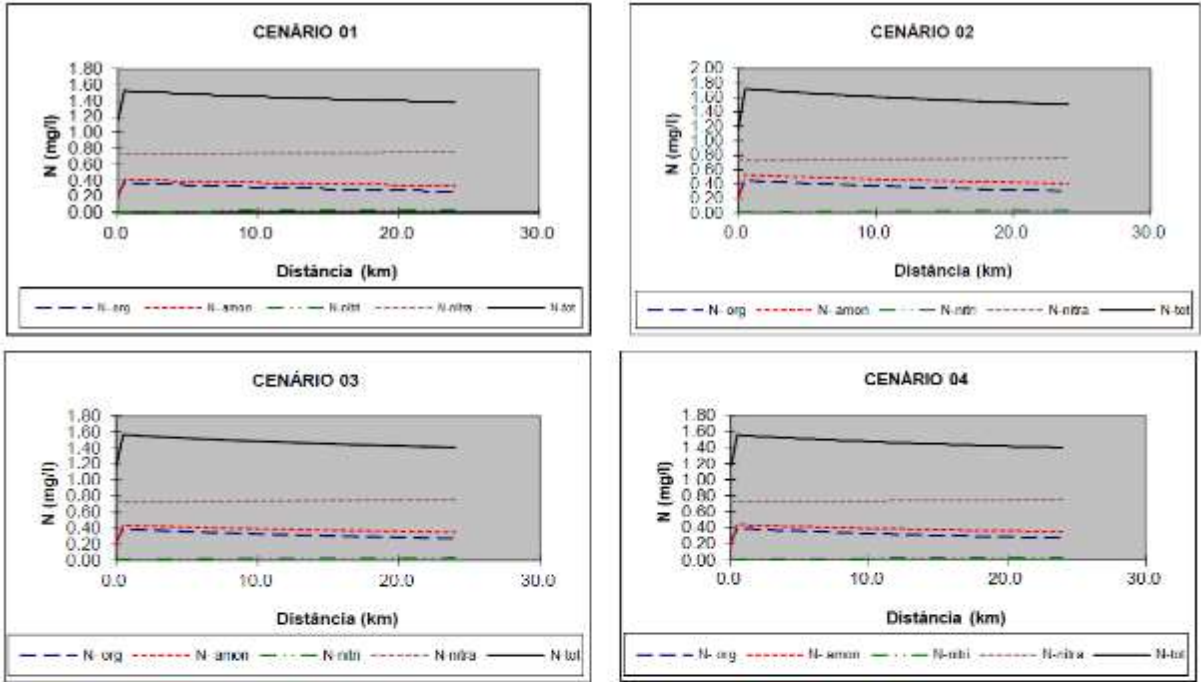 CENÁRIO 01
N (mg/l)
1.80
1.60
1.40
1.20
1.00
0.80
0.60
0.40
0.20
0.00
0.0 10.0 20.0 30.0
Distância (km)
N- org N- amon N-nitri N-nitra N-tot
CENÁRIO 02
N (mg/l)
2.00
1.80
1.60
1.40
1.20
1.00
0.80
0.60
0.40
0.20
0.00
0.0 10.0 20.0 30.0
Distância (km)
N- org N- amon N-nitri N-nitra N-tot
CENÁRIO 03
N (mg/l)
1.80
1.60
1.40
1.20
1.00
0.80
0.60
0.40
0.20
0.00
0.0 10.0 20.0 30.0
Distância (km)
N- org N- amon N-nitri N-nitra N-tot
CENÁRIO 04
N (mg/l)
1.80
1.60
1.40
1.20
1.00
0.80
0.60
0.40
0.20
0.00
0.0 10.0 20.0 30.0
Distância (km)
N- org N- amon N-nitri N-nitra N-tot